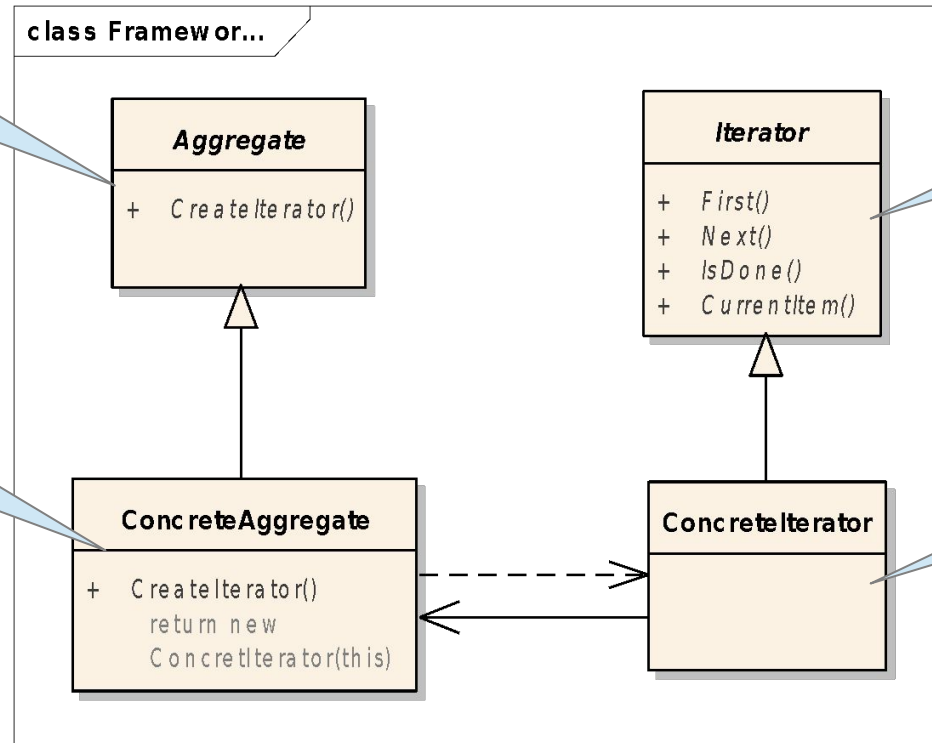 class Framewor...
Aggregate
+ CreateIterator()
Iterator
+ First()
+ Next()
+ IsDone()
+ CurrentItem()
ConcreteAggregate
+ CreateIterator()
return new
ConcretIterator(this)
ConcreteIterator